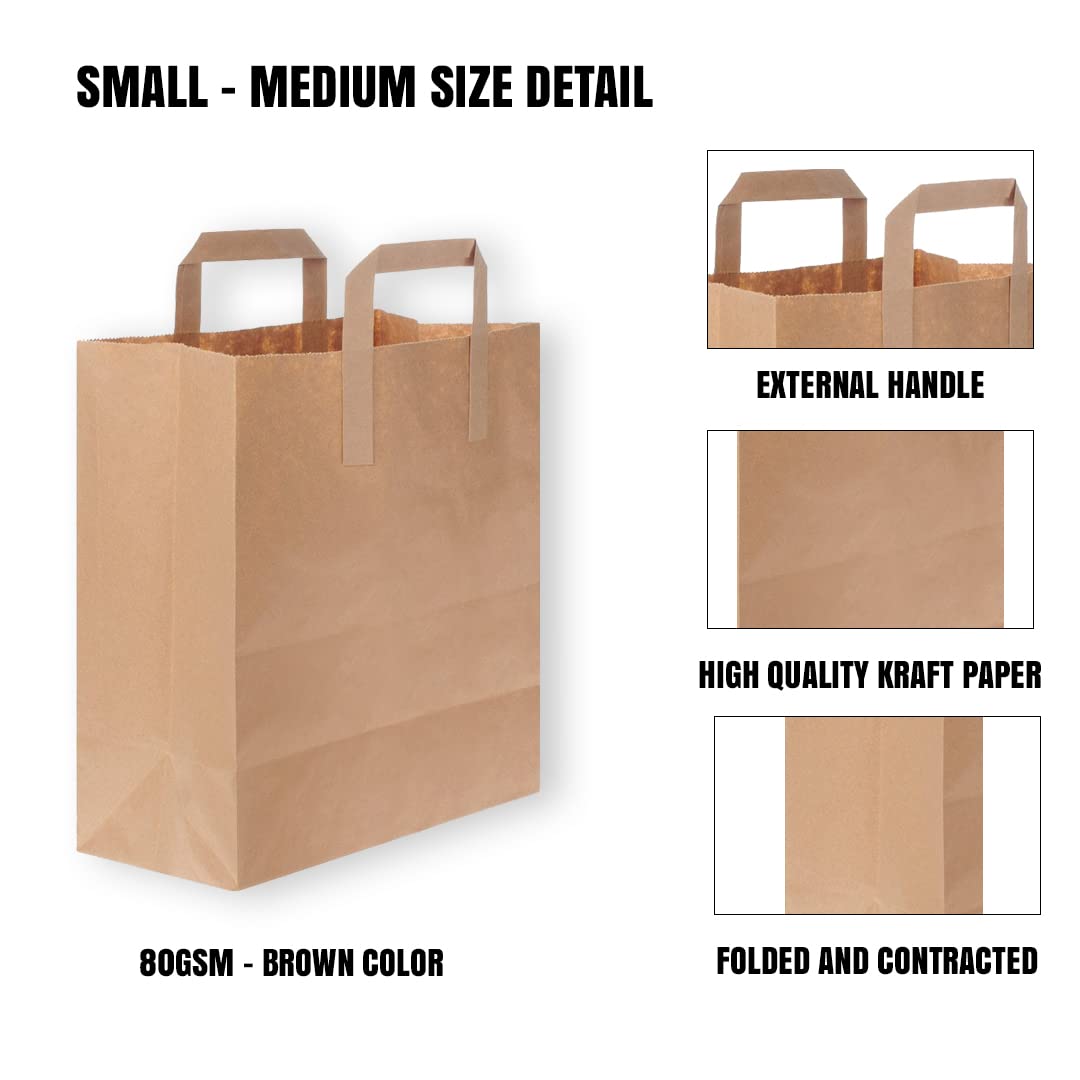 SMALL - MEDIUM SIZE DETAIL
EXTERNAL HANDLE
HIGH QUALITY KRAFT PAPER
80GSM - BROWN COLOR
FOLDED AND CONTRACTED